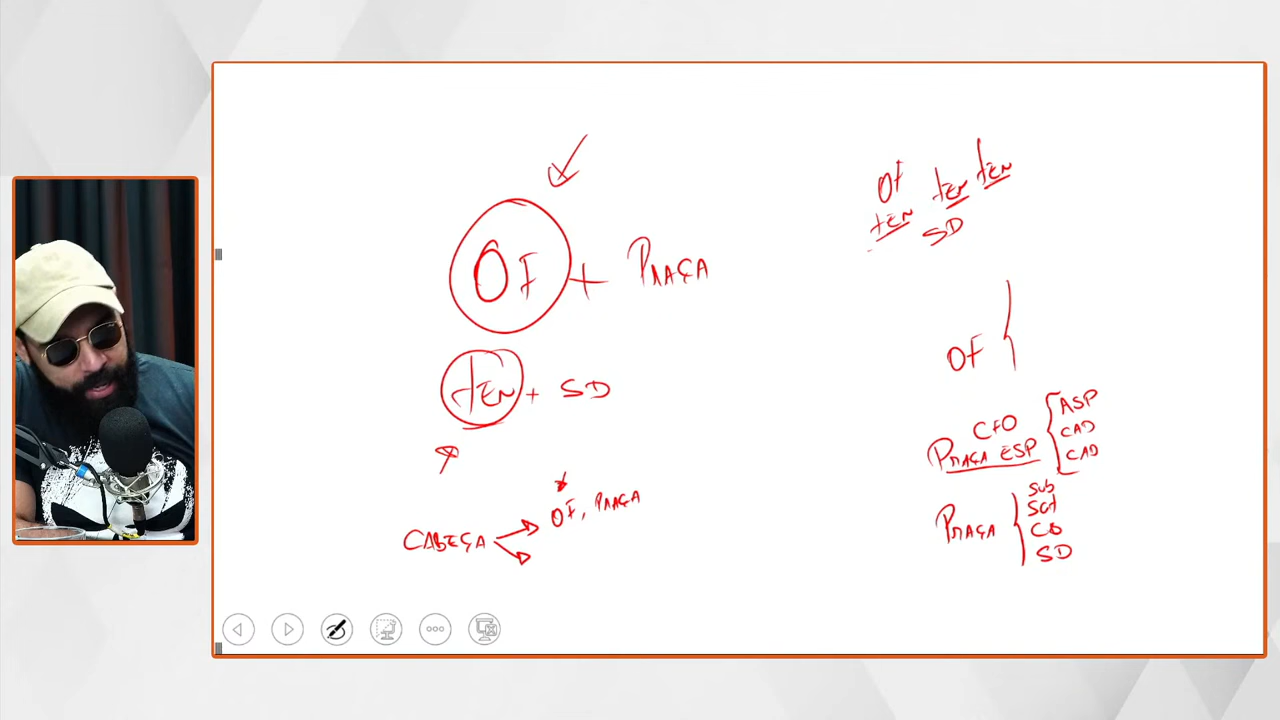 OF + PRAÇA
TEN + SD
CABEÇA
OF, PRAÇA
OF TEN TEN
TEN SD
OF
CFO
PRAÇA ESP
ASP
CAD
CAD
PRAÇA
SUB
SGT
CB
SD